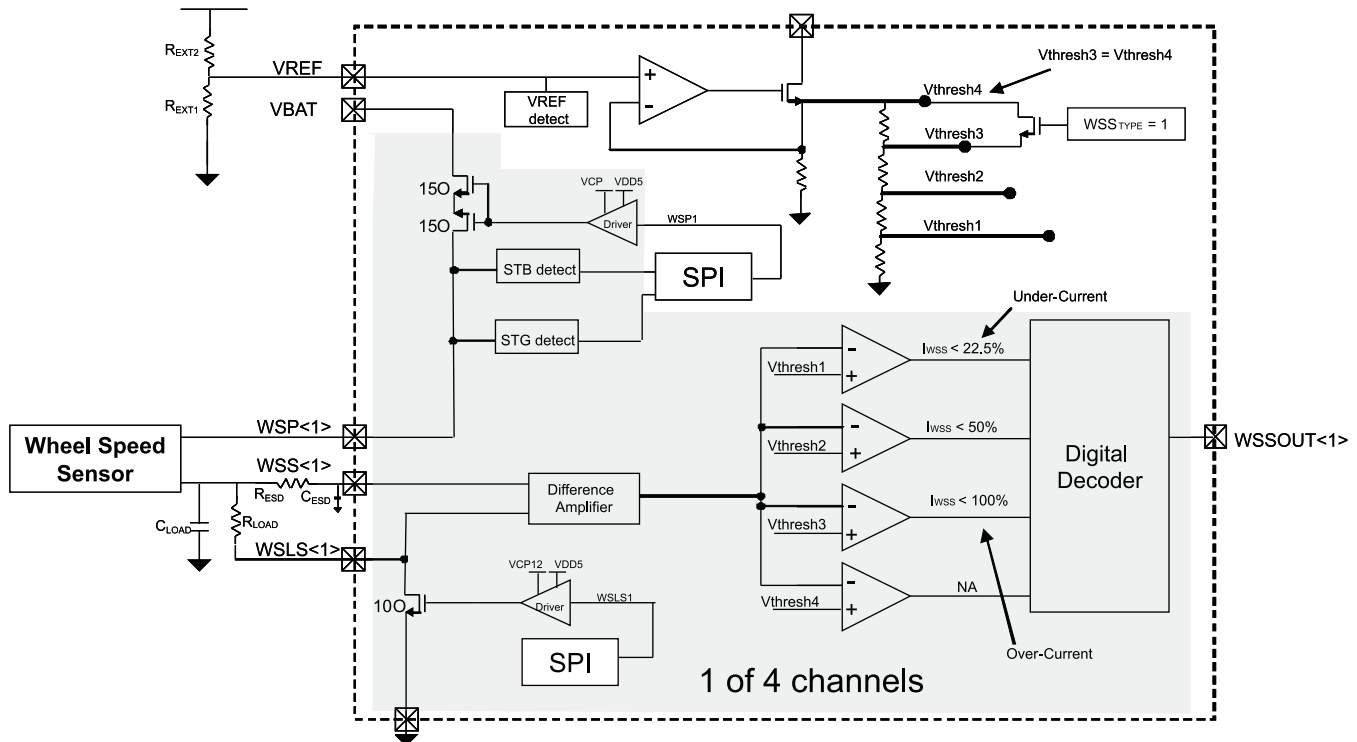 REXT2
VREF
REXT1
VBAT
VREF
detect
+
-
Vthresh3 = Vthresh4
Vthresh4
WSSTYPE = 1
Vthresh3
Vthresh2
Vthresh1
15O
15O
VCP
VDD5
Driver
WSP1
STB detect
SPI
STG detect
Under-Current
-
Vthresh1
+
IWSS < 22.5%
-
Vthresh2
+
IWSS < 50%
-
Vthresh3
+
IWSS < 100%
-
Vthresh4
+
NA
Digital
Decoder
WSSOUT<1>
Over-Current
Wheel Speed
Sensor
WSP<1>
WSS<1>
RESD
CESD
CLOAD
RLOAD
WSLS<1>
Difference
Amplifier
VCP12
VDD5
Driver
WSLS1
10O
SPI
1 of 4 channels